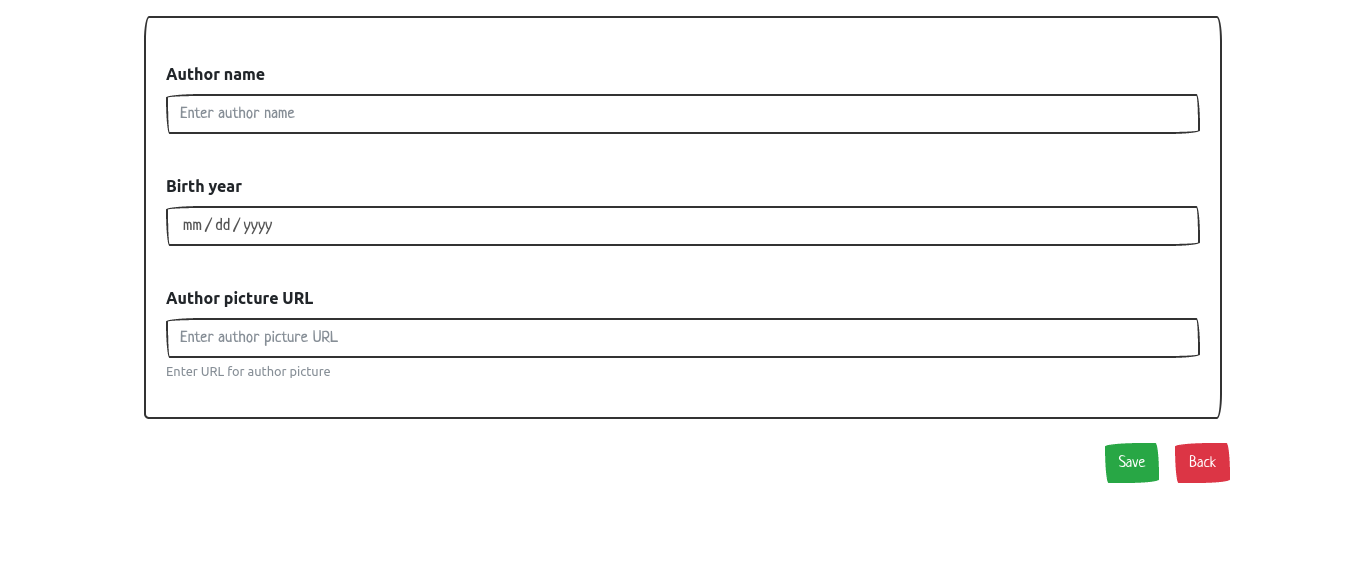 Author name
Enter author name
Birth year
mm / dd / yyyy
Author picture URL
Enter author picture URL
Enter URL for author picture
Save Back